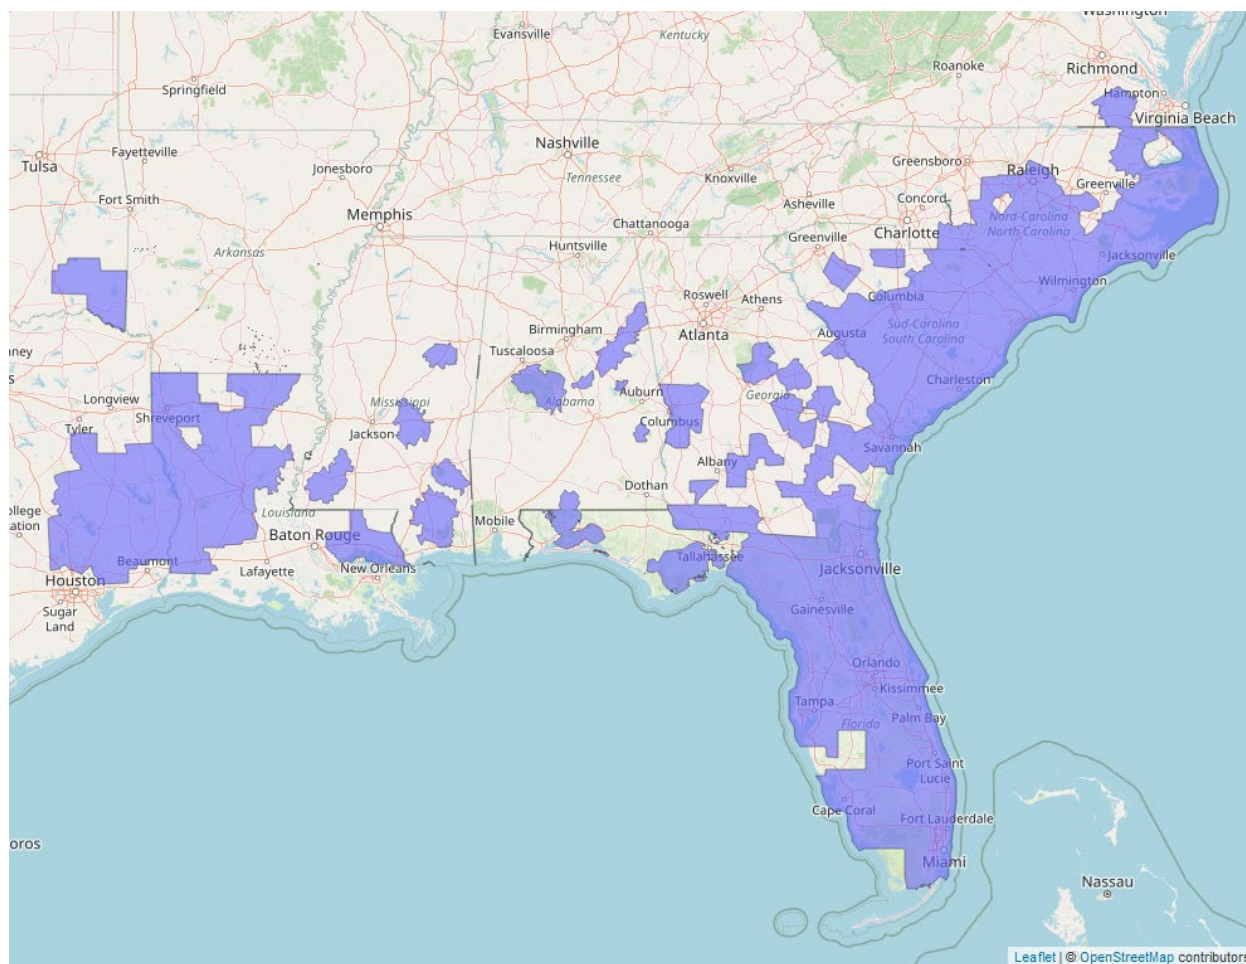 Washington
Evansville
Kentucky
Roanoke
Richmond
Springfield
Hampton
Virginia Beach
Nashville
Fayetteville
Tulsa
Jonesboro
Greensboro
Raleigh
Knoxville
Tennessee
Greenville
Fort Smith
Concord
Asheville
Memphis
Nord-Carolina
North Carolina
Chattanooga
Charlotte
Greenville
Huntsville
Arkansas
Jacksonville
Wilmington
Roswell
Athens
Columbia
Birmingham
Atlanta
Augusta
Süd-Carolina
South Carolina
Tuscaloosa
Charleston
Auburn
Georgia
Longview
Mississippi
Alabama
Shreveport
Columbus
Tyler
Jackson
Savannah
Albany
Dothan
Louisiana
Baton Rouge
Mobile
Tallahassee
Beaumont
Lafayette
New Orleans
Jacksonville
Houston
Sugar
Land
Gainesville
Orlando
Kissimmee
Tampa
Palm Bay
Florida
Port Saint
Lucie
Cape Coral
Fort Lauderdale
Miami
Nassau
Leaflet | © OpenStreetMap contributors